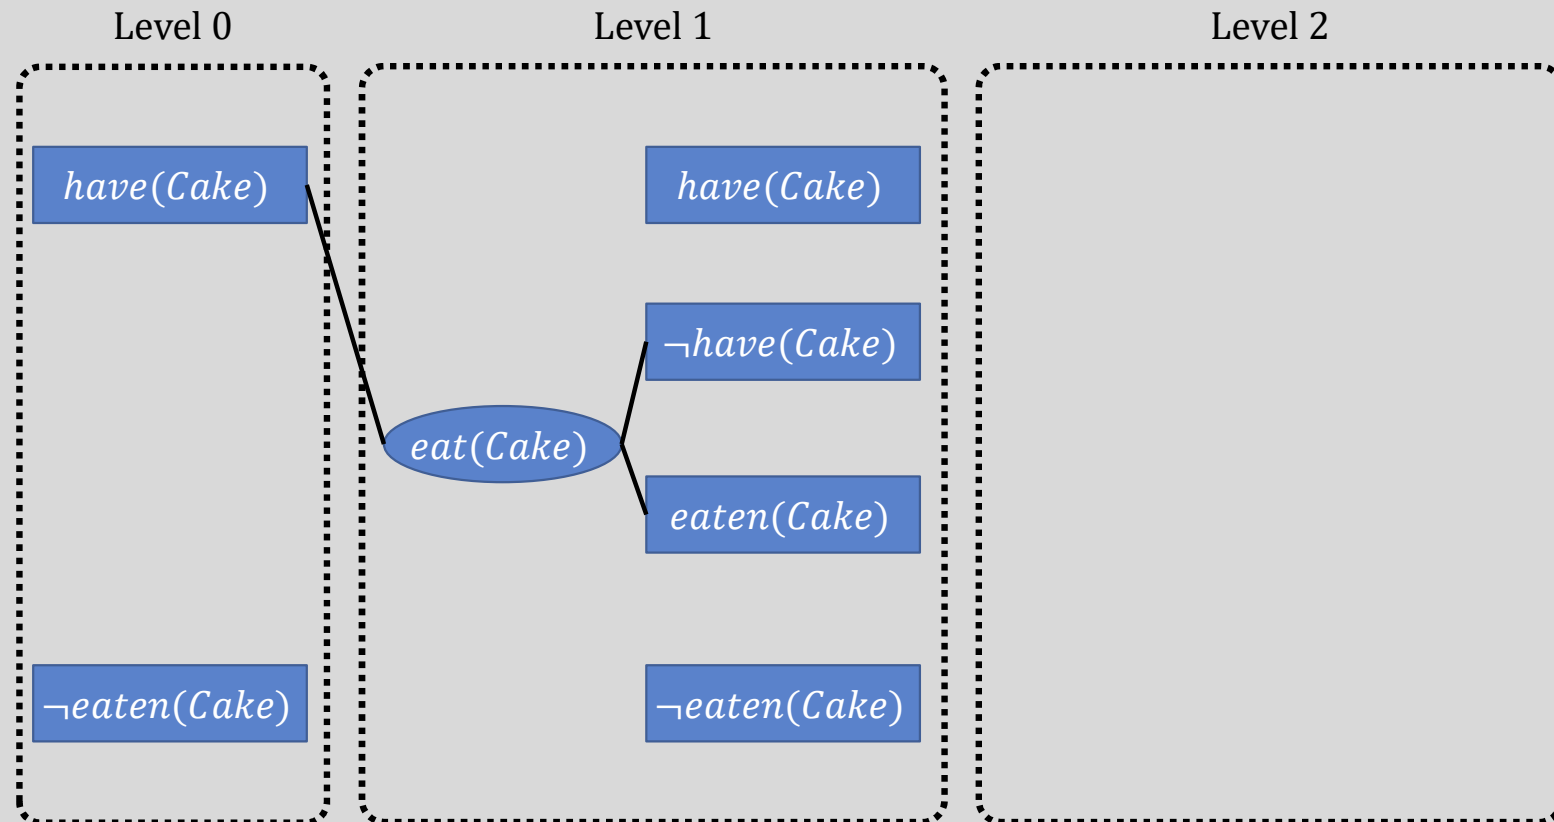 Level 0
Level 1
Level 2
have(Cake)
have(Cake)
¬have(Cake)
eat(Cake)
eaten(Cake)
¬eaten(Cake)
¬eaten(Cake)